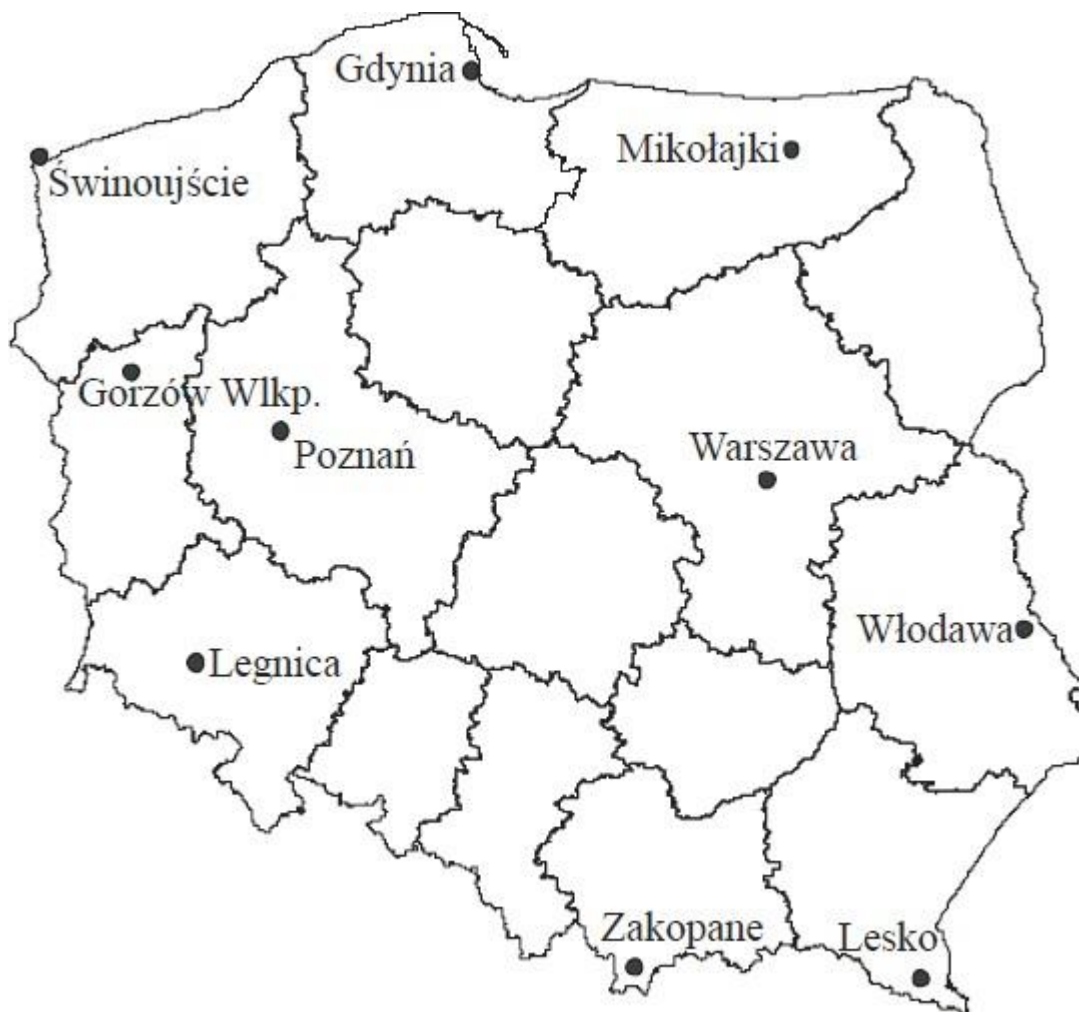 Gdynia
Mikołajki
Świnoujście
Gorzów Wlkp.
Poznań
Warszawa
Włodawa
Legnica
Zakopane
Lesko